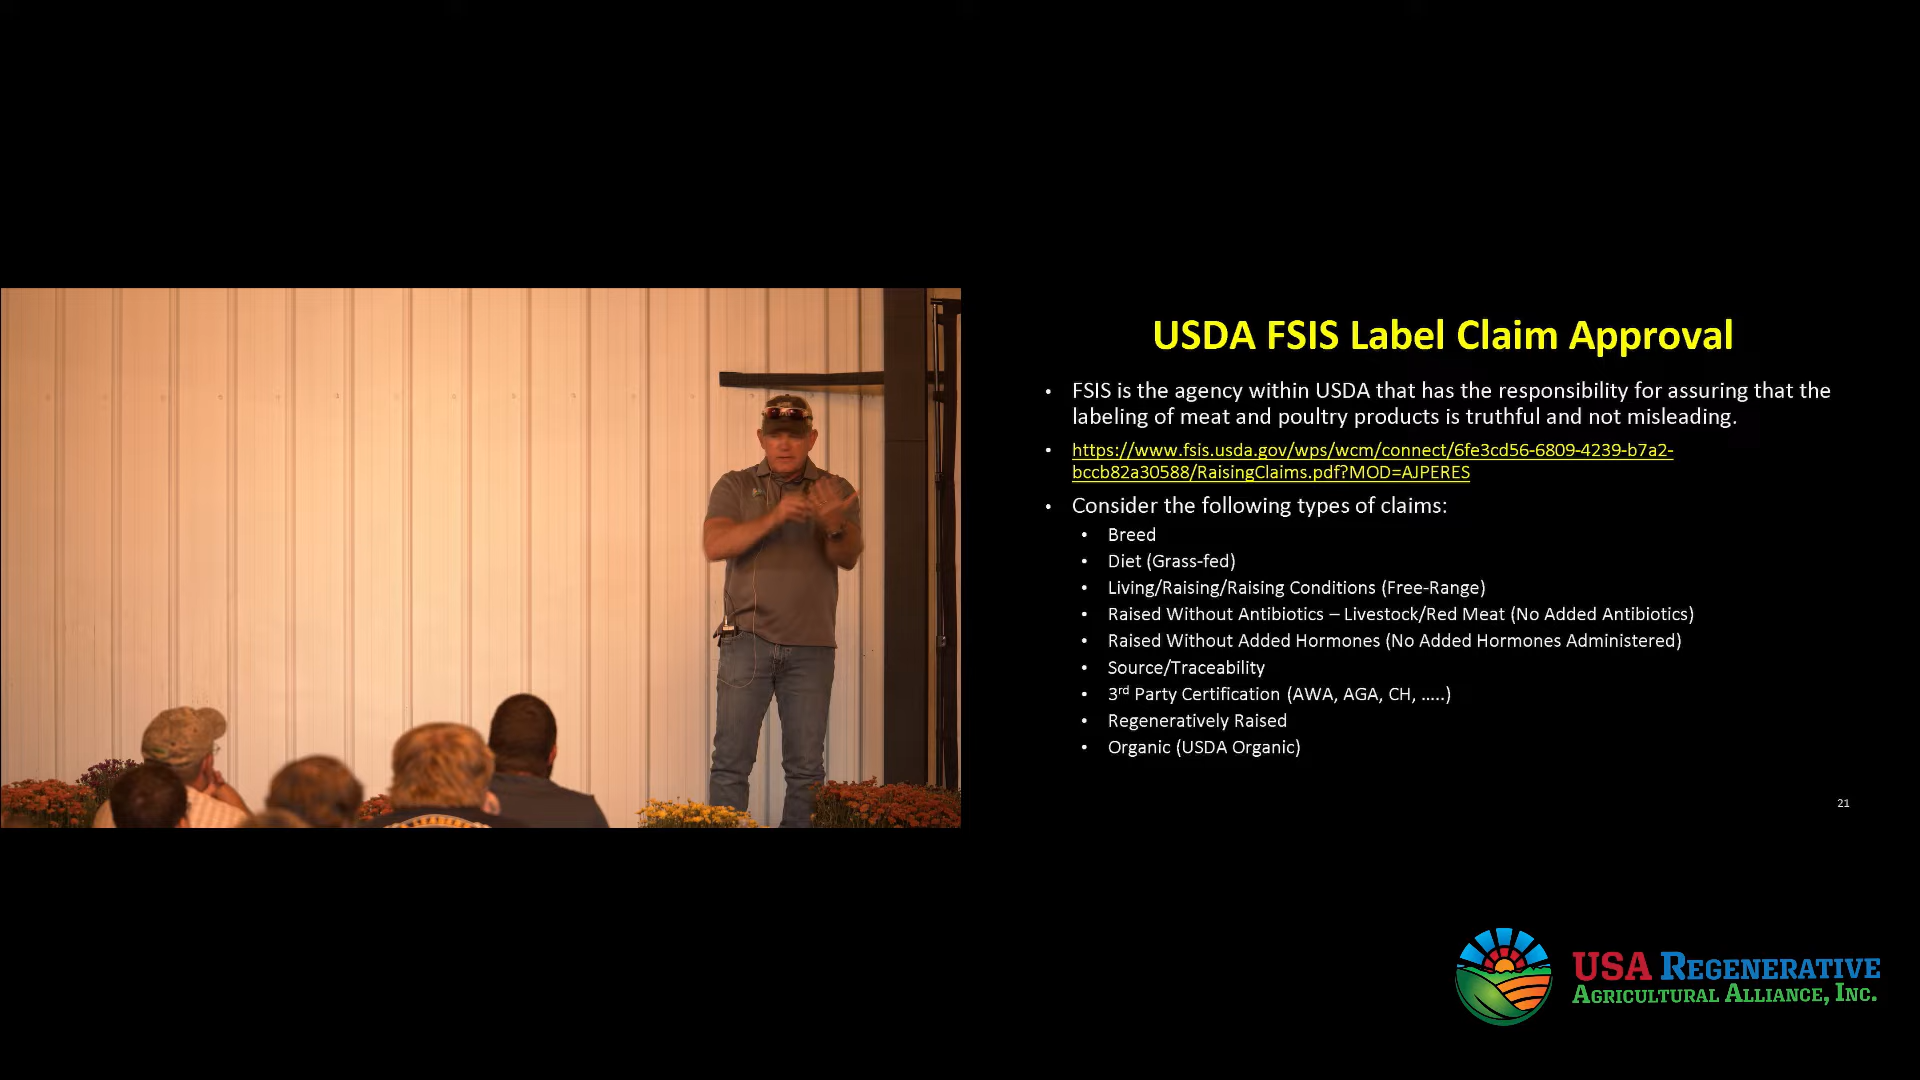 USDA FSIS Label Claim Approval
• FSIS is the agency within USDA that has the responsibility for assuring that the
labeling of meat and poultry products is truthful and not misleading.
• https://www.fsis.usda.gov/wps/wcm/connect/6fe3cd56-6809-4239-b7a2-
bccb82a30588/RaisingClaims.pdf?MOD=AJPERES
• Consider the following types of claims:
• Breed
• Diet (Grass-fed)
• Living/Raising/Raising Conditions (Free-Range)
• Raised Without Antibiotics – Livestock/Red Meat (No Added Antibiotics)
• Raised Without Added Hormones (No Added Hormones Administered)
• Source/Traceability
• 3rd Party Certification (AWA, AGA, CH, …..)
• Regeneratively Raised
• Organic (USDA Organic)
21
USA REGENERATIVE
AGRICULTURAL ALLIANCE, INC.